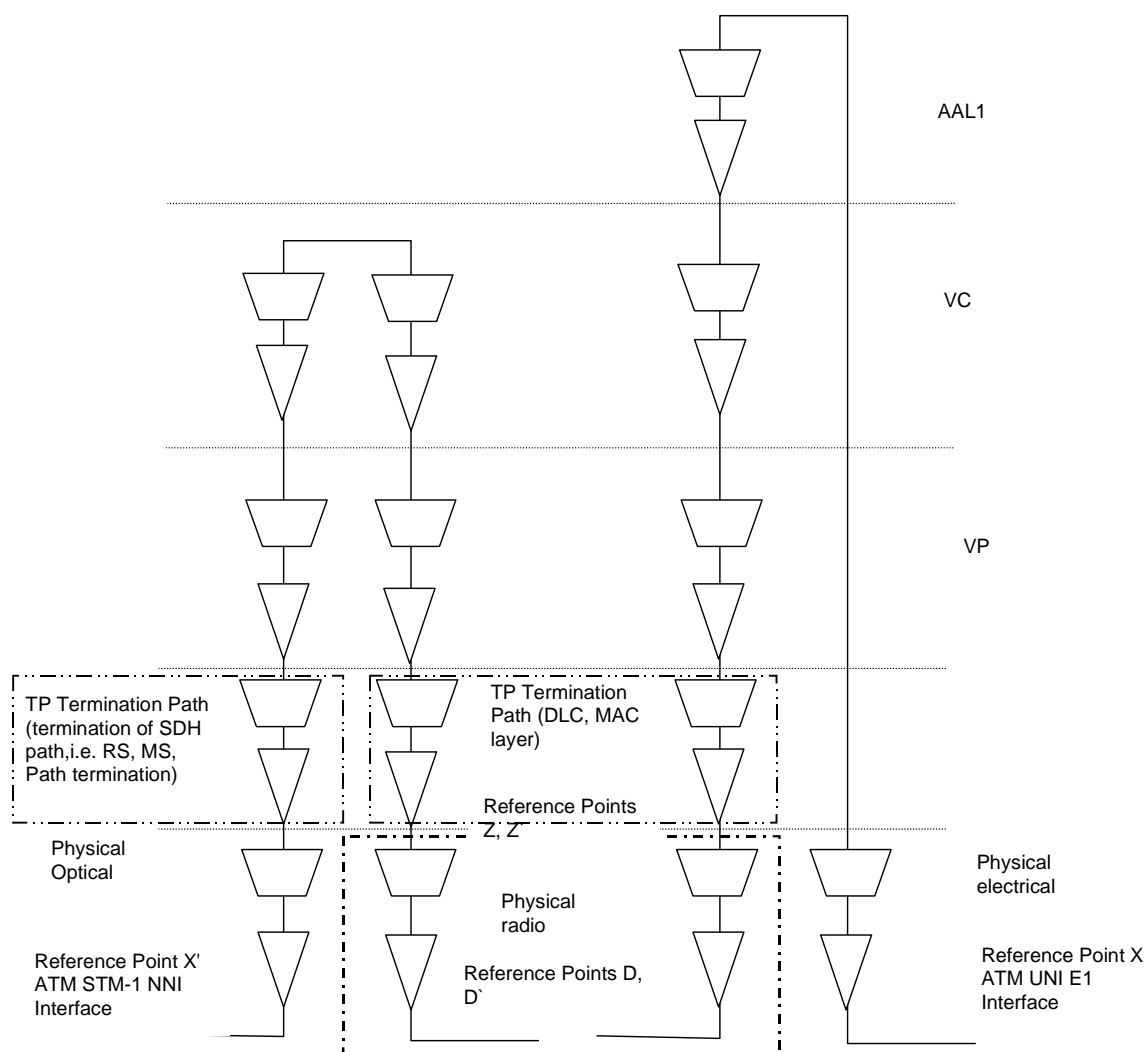 AAL1
VC
VP
TP Termination Path
(termination of SDH
path,i.e. RS, MS,
Path termination)
TP Termination
Path (DLC, MAC
layer)
Reference Points
Z, Z`
Physical
Optical
Physical
radio
Physical
electrical
Reference Point X'
ATM STM-1 NNI
Interface
Reference Points D,
D`
Reference Point X
ATM UNI E1
Interface